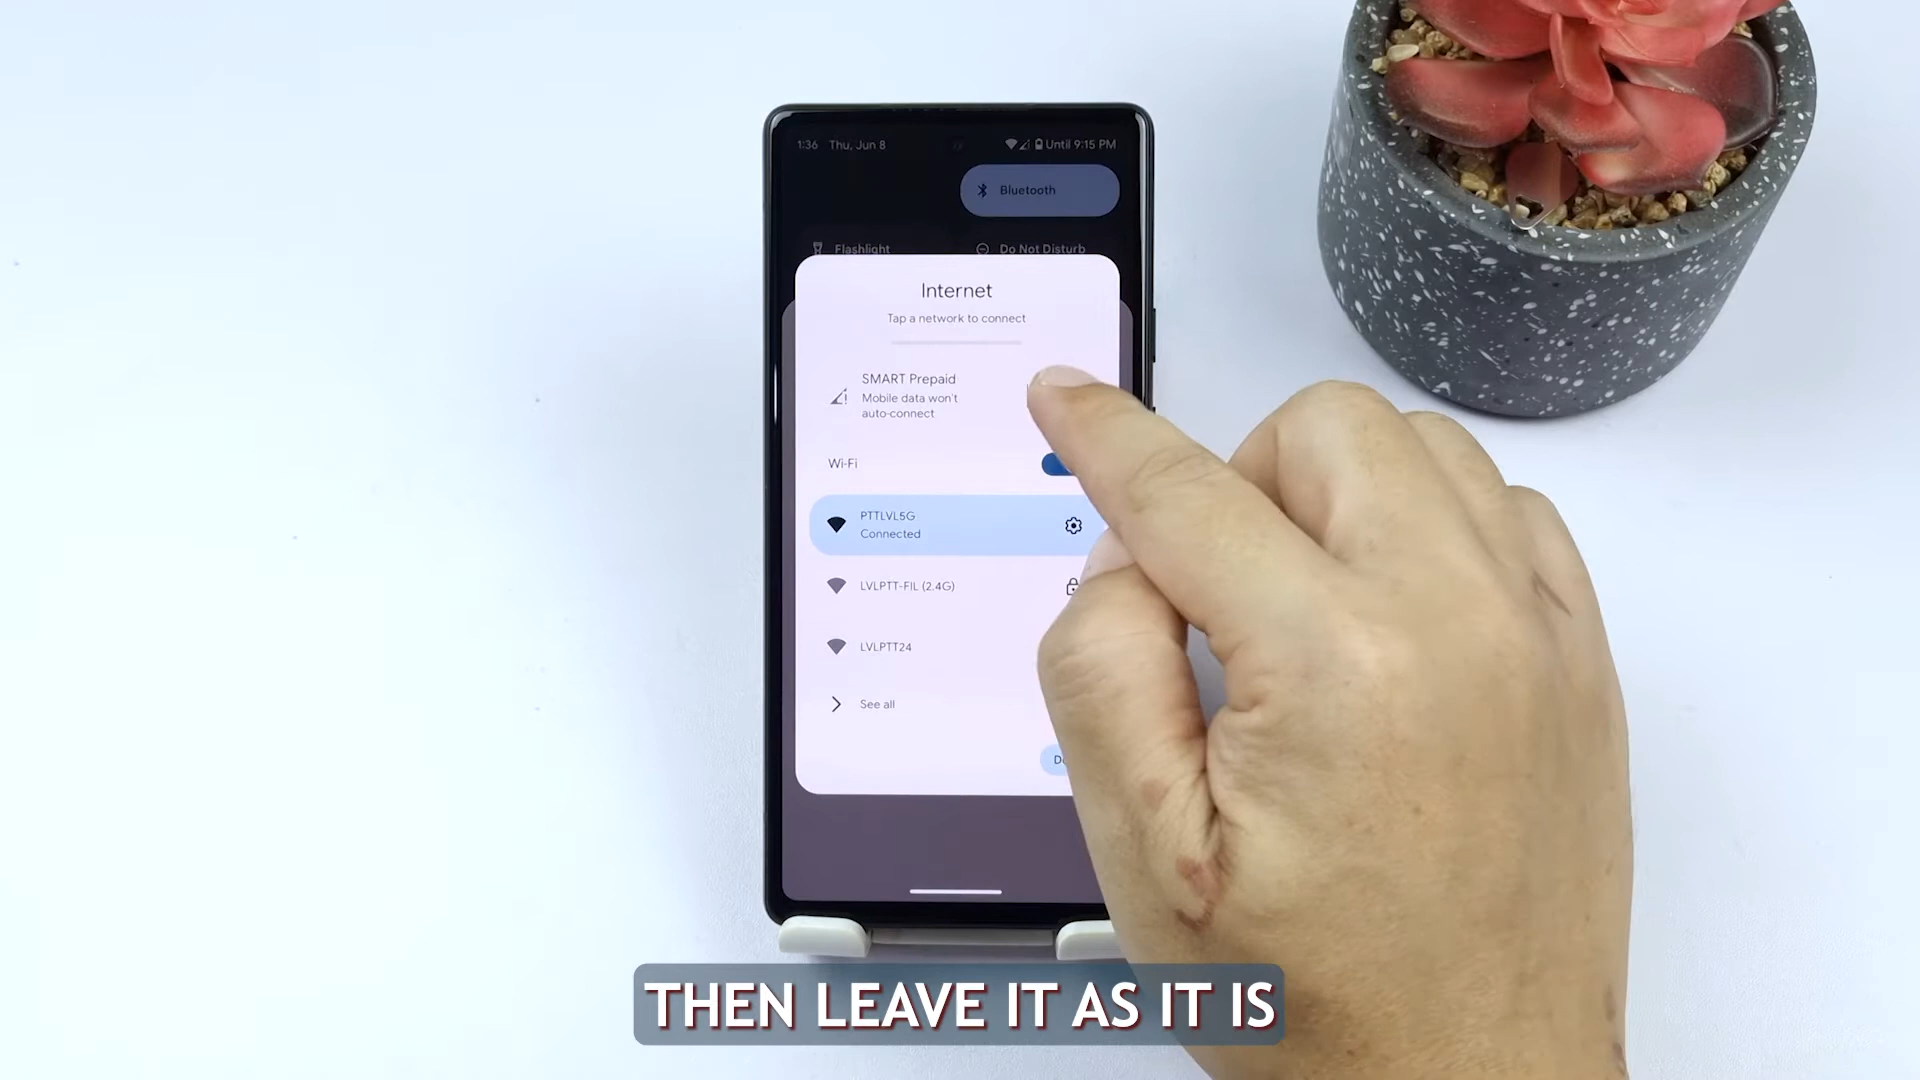 1:36 Thu, Jun 8 Until 9:15 PM
Bluetooth
Flashlight Do Not Disturb
Internet
Tap a network to connect
SMART Prepaid
Mobile data won't
auto-connect
Wi-Fi
PTTLVL5G
Connected
LVLPTT-FIL (2.4G)
LVLPTT24
See all
THEN LEAVE IT AS IT IS